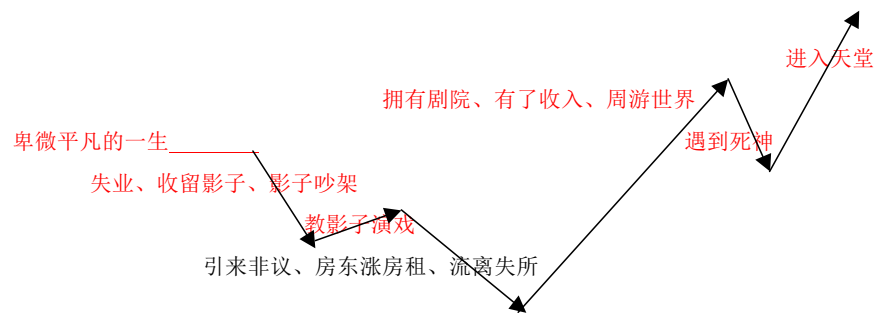 进入天堂
拥有剧院、有了收入、周游世界
卑微平凡的一生
遇到死神
失业、收留影子、影子吵架
教影子演戏
引来非议、房东涨房租、流离失所